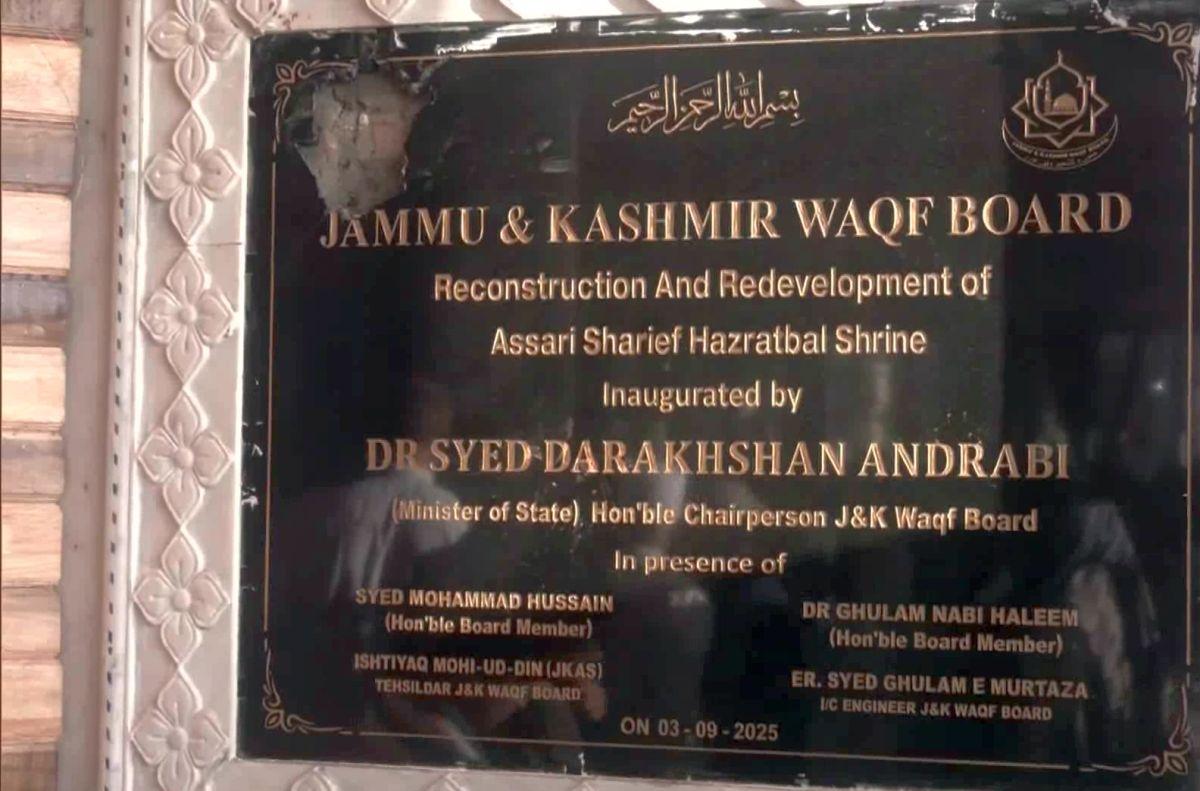 بسم الله الرحمن الرحيم
JAMMU & KASHMIR WAQF BOARD
Reconstruction And Redevelopment of
Assari Sharief Hazratbal Shrine
Inaugurated by
DR SYED DARAKHSHAN ANDRABI
(Minister of State) Hon'ble Chairperson J&K Waqf Board
In presence of
SYED MOHAMMAD HUSSAIN
(Hon'ble Board Member)
ISHTIYAQ MOHI-UD-DIN (JKAS)
TEHSILDAR J&K WAQF BOARD
DR GHULAM NABI HALEEM
(Hon'ble Board Member)
ER. SYED GHULAM E MURTAZA
I/C ENGINEER J&K WAQF BOARD
ON 03-09-2025